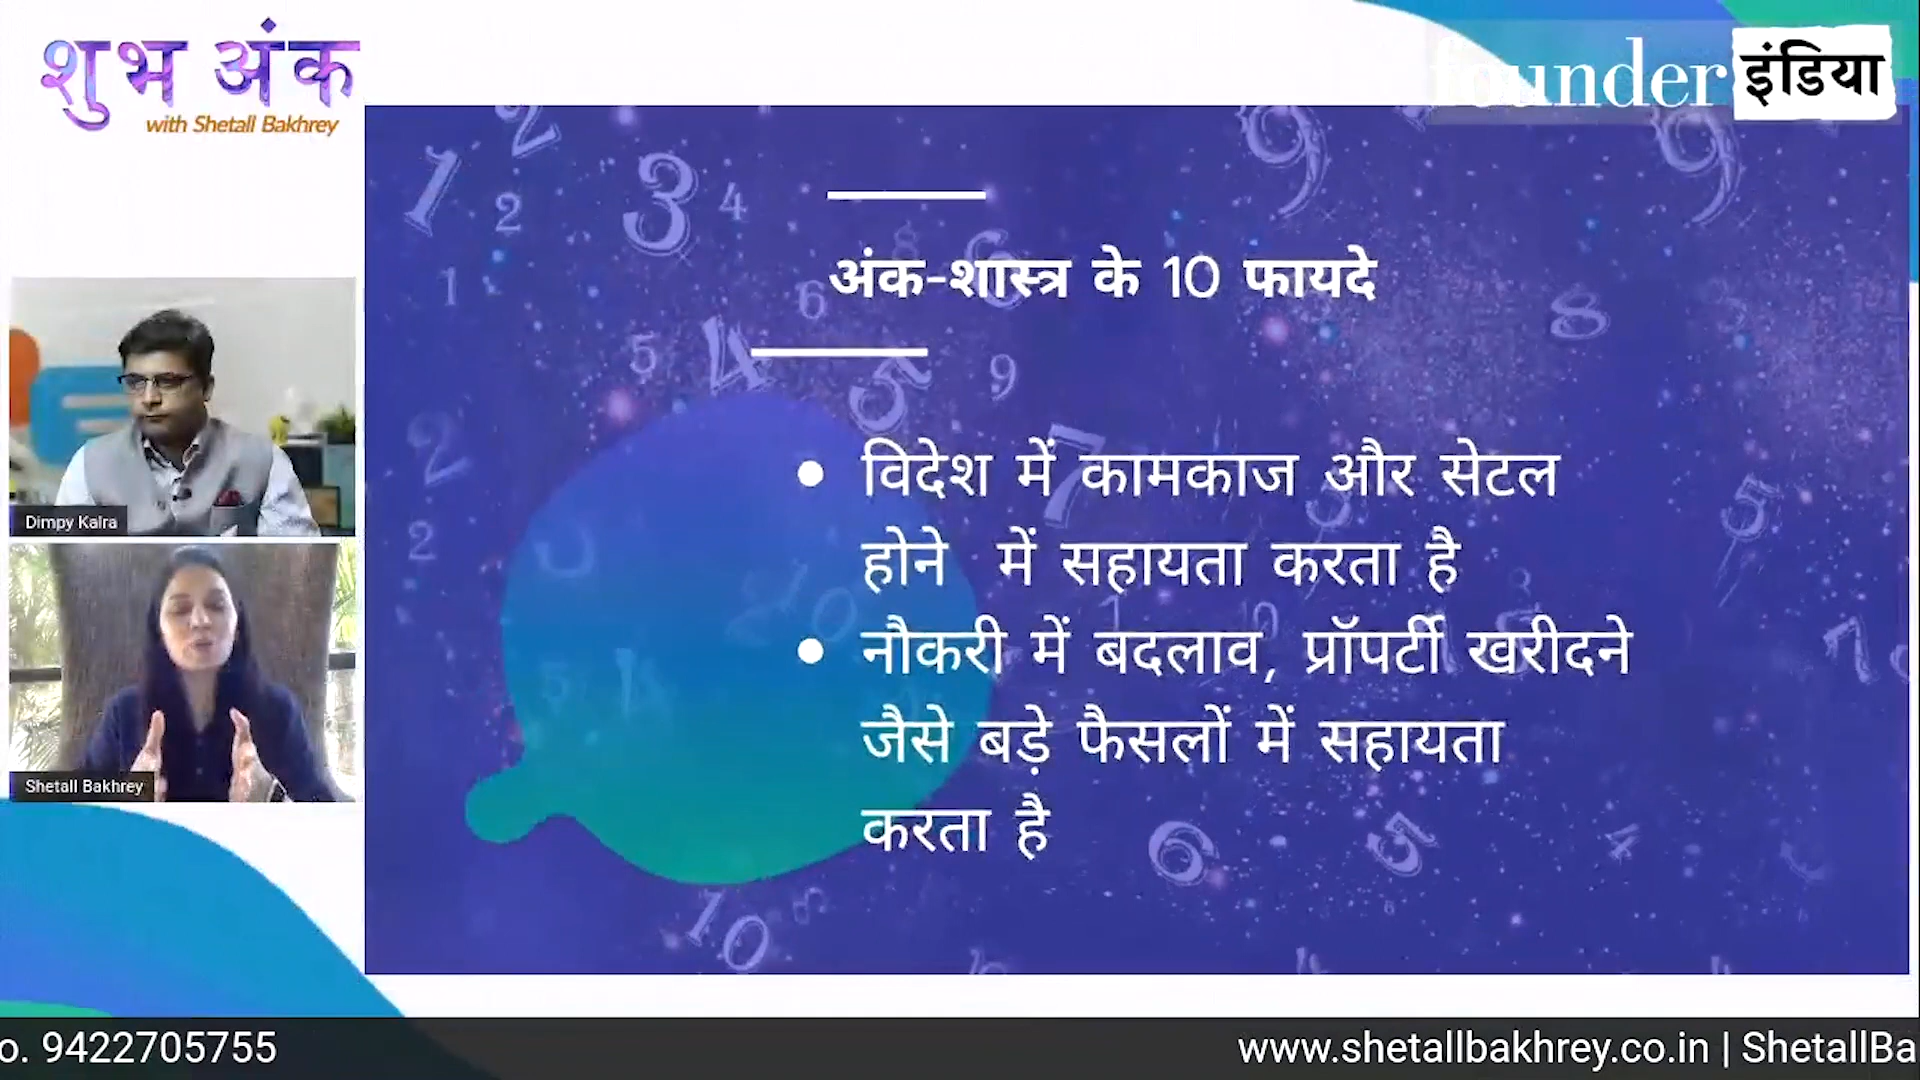 शुभ अंक
with Shetall Bakhrey
founder इंडिया
अंक-शास्त्र के 10 फायदे
• विदेश में कामकाज और सेटल
होने में सहायता करता है
• नौकरी में बदलाव, प्रॉपर्टी खरीदने
जैसे बड़े फैसलों में सहायता
करता है
Dimpy Kalra
Shetall Bakhrey
o. 9422705755
www.shetallbakhrey.co.in | ShetallBa